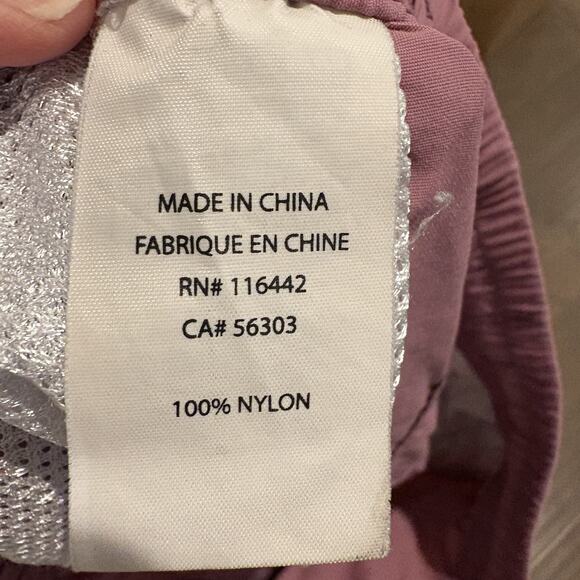 MADE IN CHINA
FABRIQUE EN CHINE
RN# 116442
CA# 56303
100% NYLON